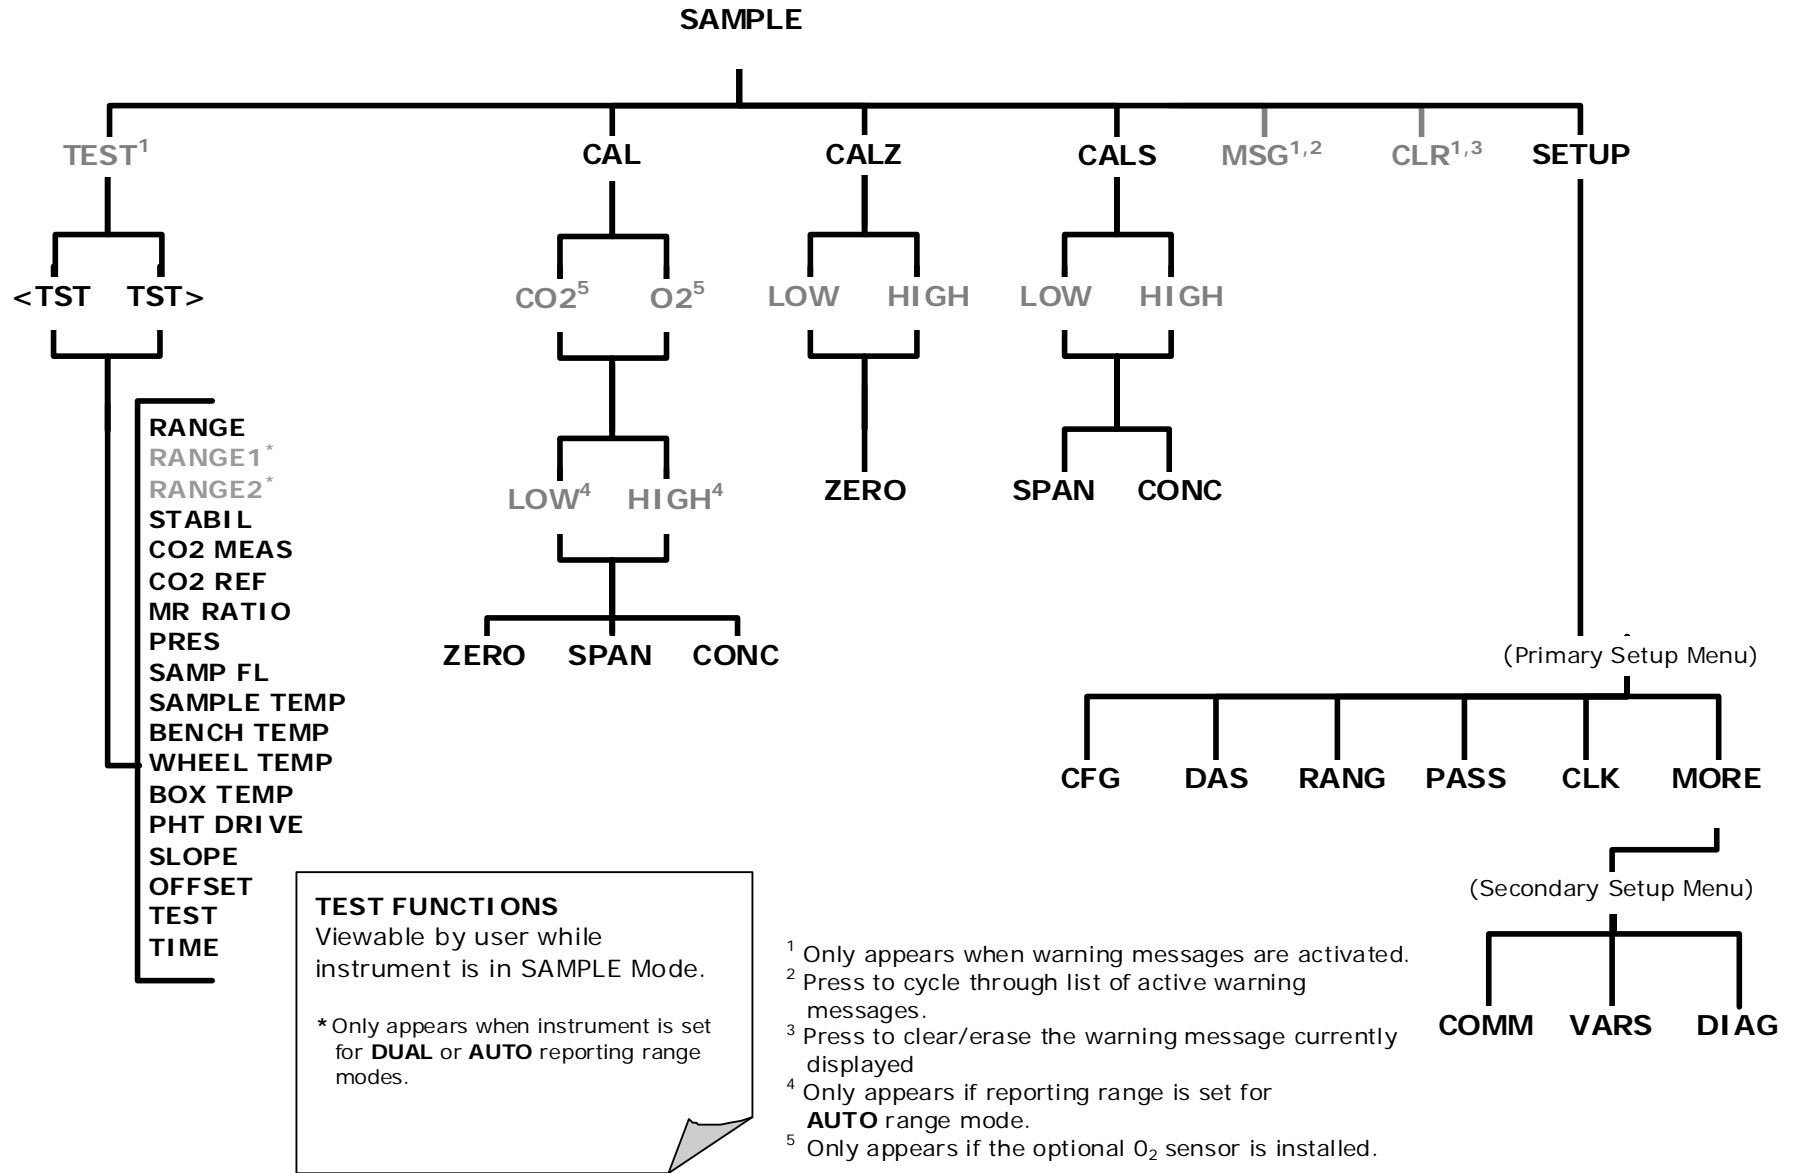 SAMPLE
TEST1 CAL CALZ CALS MSG1,2 CLR1,3 SETUP
<TST TST> CO25 O25 LOW HIGH LOW HIGH
RANGE
RANGE1*
RANGE2*
STABIL
CO2 MEAS
CO2 REF
MR RATIO
PRES
SAMP FL
SAMPLE TEMP
BENCH TEMP
WHEEL TEMP
BOX TEMP
PHT DRIVE
SLOPE
OFFSET
TEST
TIME
LOW4 HIGH4
ZERO SPAN CONC
ZERO
SPAN CONC
(Primary Setup Menu)
CFG DAS RANG PASS CLK MORE
(Secondary Setup Menu)
COMM VARS DIAG
TEST FUNCTIONS
Viewable by user while
instrument is in SAMPLE Mode.
* Only appears when instrument is set
for DUAL or AUTO reporting range
modes.
1 Only appears when warning messages are activated.
2 Press to cycle through list of active warning
messages.
3 Press to clear/erase the warning message currently
displayed
4 Only appears if reporting range is set for
AUTO range mode.
5 Only appears if the optional 02 sensor is installed.